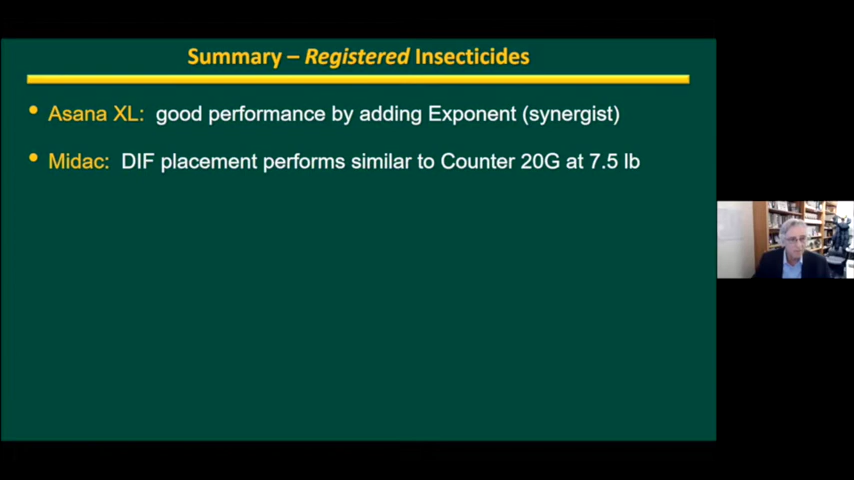 Summary – Registered Insecticides
• Asana XL: good performance by adding Exponent (synergist)
• Midac: DIF placement performs similar to Counter 20G at 7.5 lb